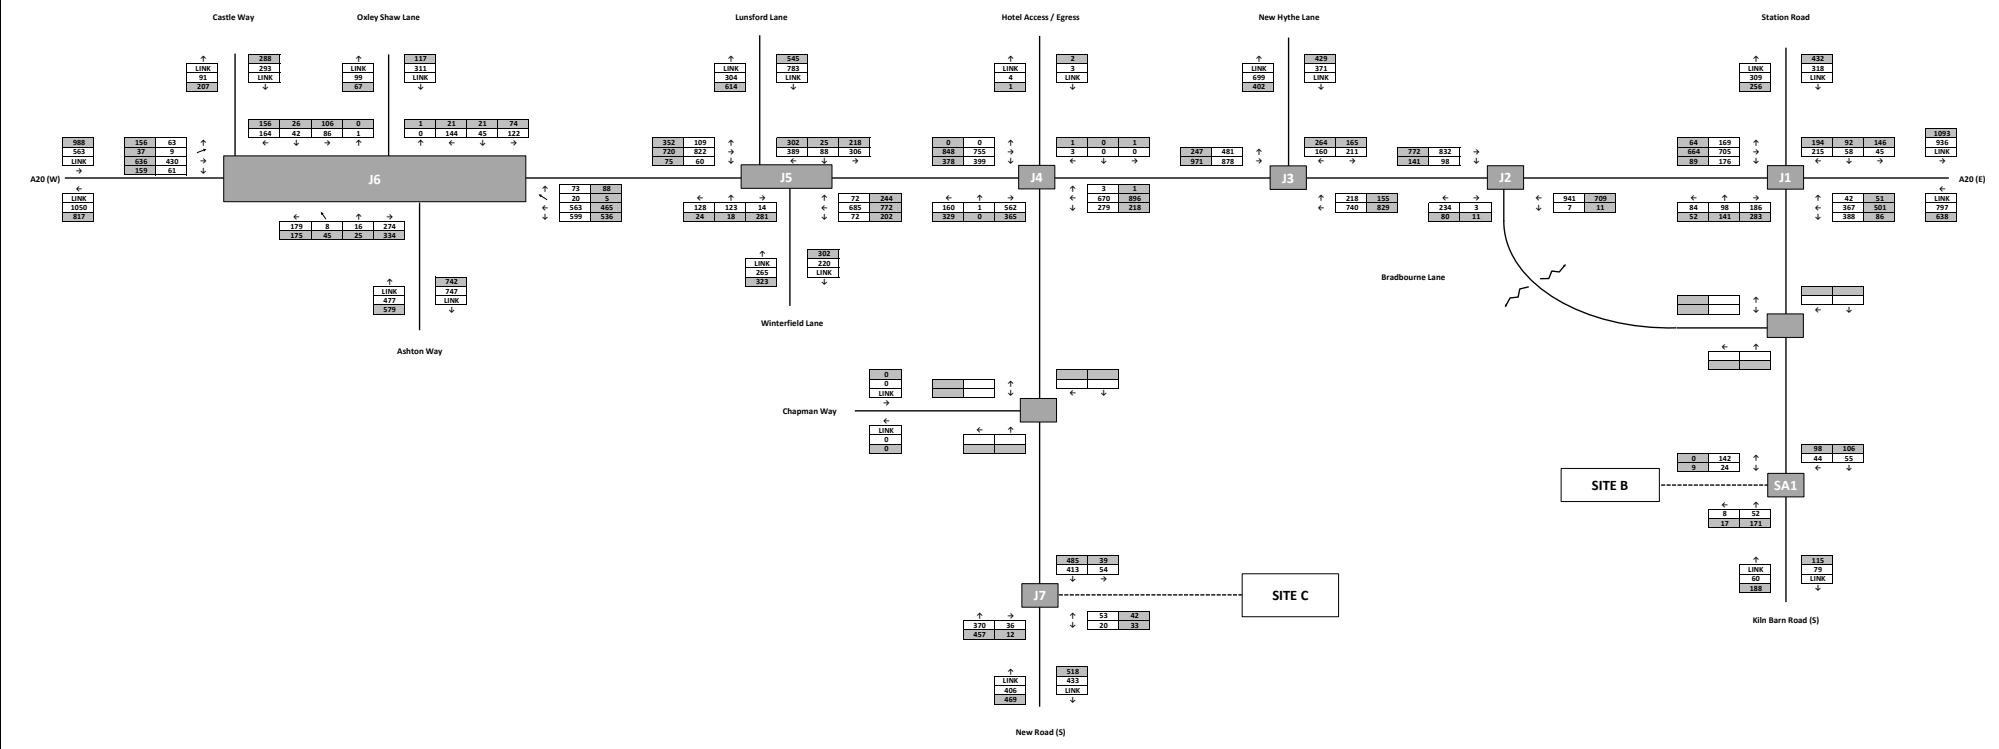 Castle Way Oxley Shaw Lane Lunsford Lane Hotel Access / Egress New Hythe Lane Station Road
↑ 288 ↑ 117 ↑ 545 ↑ 2 ↑ 429 ↑ 432
LINK 293 LINK 311 LINK 783 LINK 3 LINK 371 LINK 318
91 LINK 99 LINK 304 LINK 4 LINK 699 LINK 309 LINK
207 ↓ 67 ↓ 614 ↓ 1 ↓ 402 ↓ 256 ↓
156 26 106 0 1 21 21 74
164 42 86 1 0 144 45 122
← ↓ → ↑ ↑ ← ↓ →
1093
988 156 63 ↑ 352 109 ↑ 302 25 218 0 0 ↑ 1 0 1 264 165 64 169 ↑ 194 92 146 936
563 37 9 720 822 → 389 88 306 848 755 → 3 0 0 247 481 ↑ 160 211 772 832 → 664 705 → 215 58 45 LINK
LINK 636 430 → 75 60 ↓ ← ↓ → 378 399 ↓ ← ↓ → 971 878 → ← → 141 98 ↓ 89 176 ↓ ← ↓ → →
→ 159 61 ↓
A20 (W) J6 J5 J4 J3 J2 J1 A20 (E)
←
LINK
1050
817
↑ 73 88
20 5
← 563 465
↓ 599 536
← ↑ →
128 123 14
24 18 281
↑ 72 244
← 685 772
↓ 72 202
← ↑ →
160 1 562
329 0 365
↑ 3 1
← 670 896
↓ 279 218
↑ 218 155
← 740 829
← →
234 3
80 11
← 941 709
↓ 7 11
← ↑ →
84 98 186
52 141 283
↑ 42 51
← 367 501
↓ 388 86
←
LINK
797
638
← ↑ →
179 8 16 274
175 45 25 334
↑ 302
LINK 220
265 LINK
323 ↓
Bradbourne Lane
↑ 742
LINK 747
477 LINK
579 ↓
Winterfield Lane
Ashton Way
↑
↓
← ↓
← ↑
0
0
LINK
→
↑
↓
← ↓
Chapman Way
←
LINK
0
0
← ↑
0 142 ↑
9 24 ↓
98 106
44 55
← ↓
SITE B SA1
← ↑
8 52
17 171
485 39
413 54
↓ →
↑ 115
LINK 79
60 LINK
188 ↓
J7 SITE C
↑ →
370 36
457 12
↑ 53 42
↓ 20 33
Kiln Barn Road (S)
↑ 518
LINK 433
406 LINK
469 ↓
New Road (S)